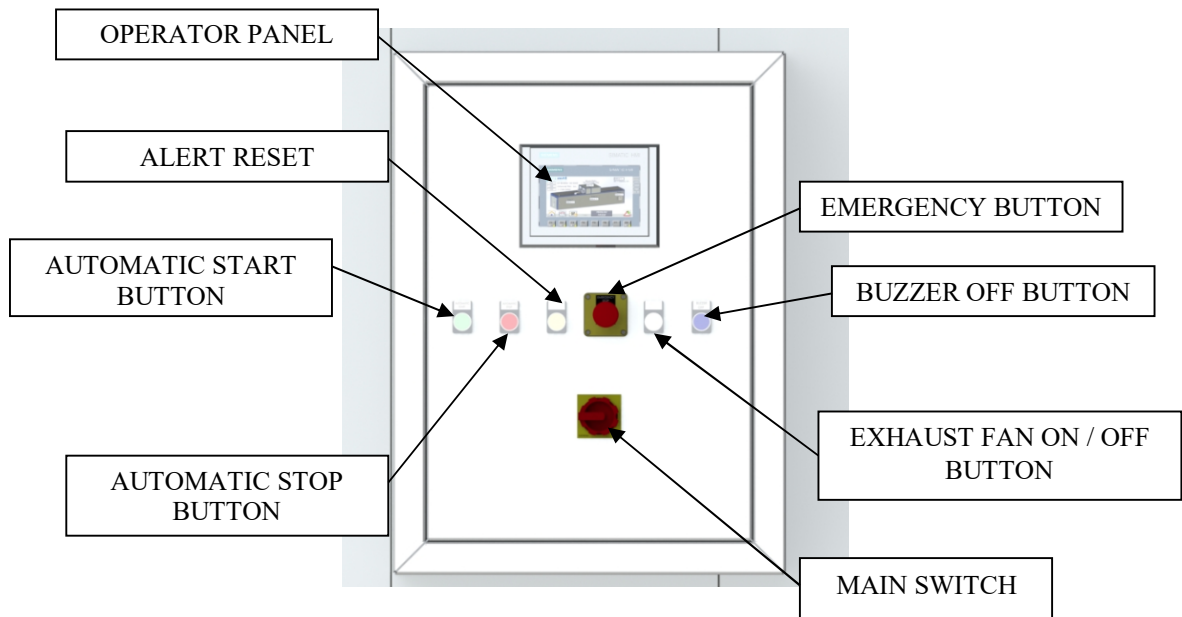 OPERATOR PANEL
ALERT RESET
EMERGENCY BUTTON
AUTOMATIC START
BUTTON
BUZZER OFF BUTTON
EXHAUST FAN ON / OFF
BUTTON
AUTOMATIC STOP
BUTTON
MAIN SWITCH